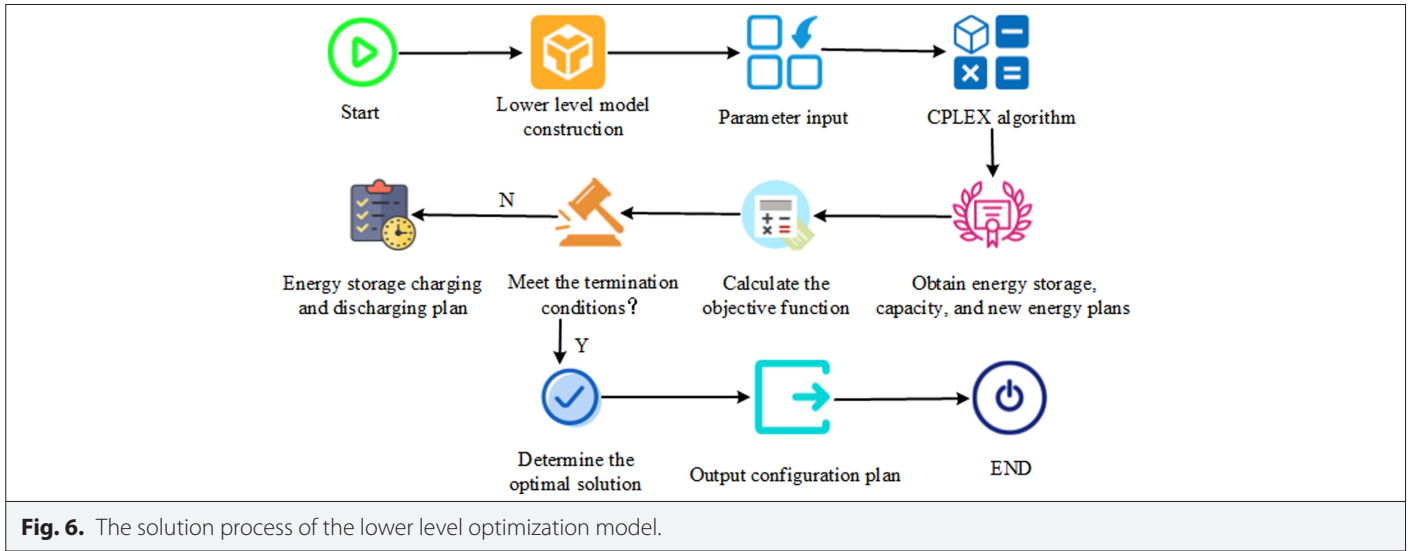 Start
Lower level model
construction
Parameter input
CPLEX algorithm
N
Energy storage charging
and discharging plan
Meet the termination
conditions?
Calculate the
objective function
Obtain energy storage,
capacity, and new energy plans
Y
Determine the
optimal solution
Output configuration plan
END
Fig. 6. The solution process of the lower level optimization model.